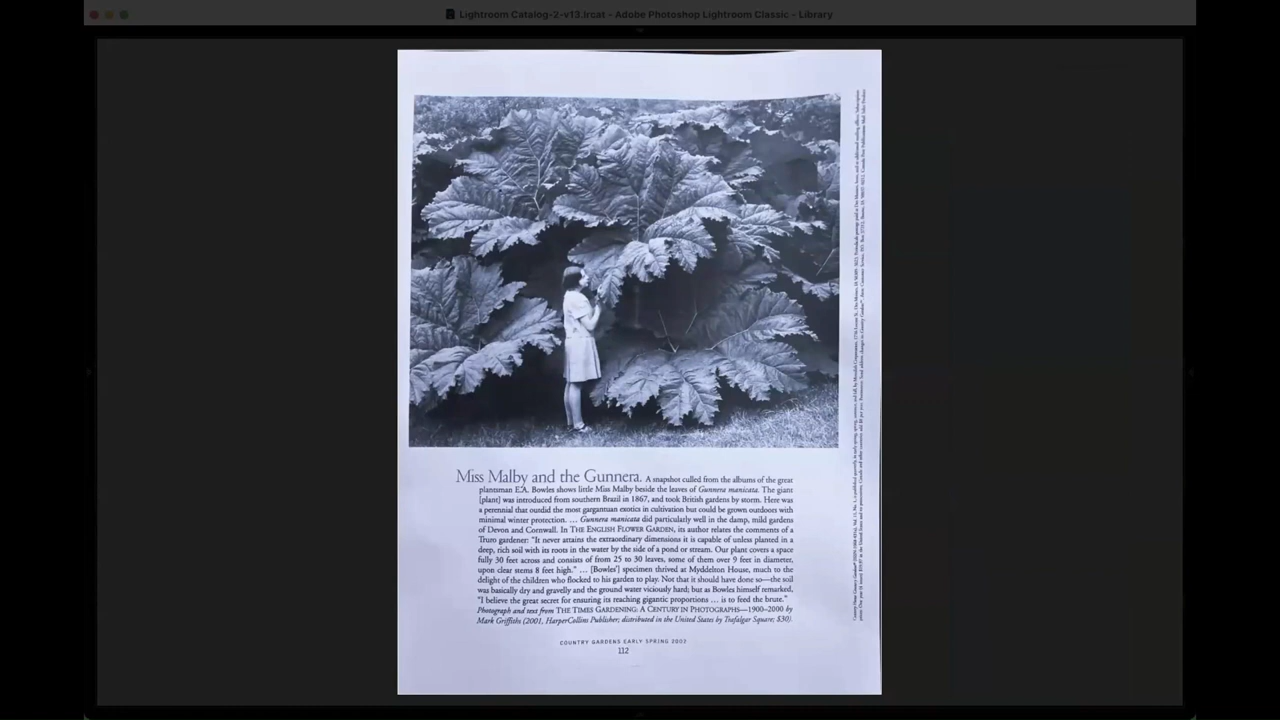 Lightroom Catalog-2-v13.lrcat - Adobe Photoshop Lightroom Classic - Library
Miss Malby and the Gunnera. A snapshot culled from the albums of the great
plantsman E.A. Bowles shows little Miss Malby beside the leaves of Gunnera manicata. The giant
[plant] was introduced from southern Brazil in 1867, and took British gardens by storm. Here was
a perennial that outdid the most gargantuan exotics in cultivation but could be grown outdoors with
minimal winter protection. … Gunnera manicata did particularly well in the damp, mild gardens
of Devon and Cornwall. In THE ENGLISH FLOWER GARDEN, its author relates the comments of a
Truro gardener: "It never attains the extraordinary dimensions it is capable of unless planted in a
deep, rich soil with its roots in the water by the side of a pond or stream. Our plant covers a space
fully 30 feet across and consists of from 25 to 30 leaves, some of them over 9 feet in diameter,
upon clear stems 8 feet high." … [Bowles'] specimen thrived at Myddelton House, much to the
delight of the children who flocked to his garden to play. Not that it should have done so—the soil
was basically dry and gravelly and the ground water viciously hard; but as Bowles himself remarked,
"I believe the great secret for ensuring its reaching gigantic proportions … is to feed the brute."
Photograph and text from THE TIMES GARDENING: A CENTURY IN PHOTOGRAPHS—1900-2000 by
Mark Griffiths (2001, HarperCollins Publisher; distributed in the United States by Trafalgar Square; $30).
COUNTRY GARDENS EARLY SPRING 2002
112